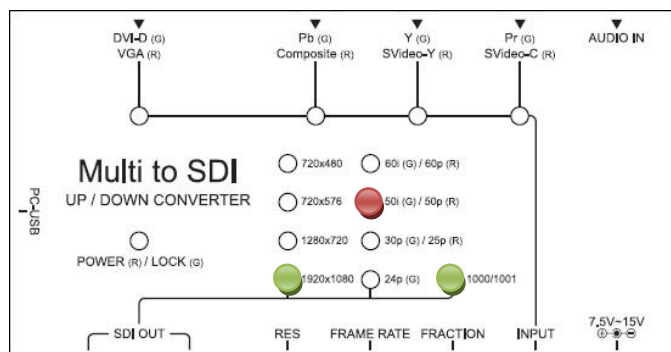 DVI-D (G)
VGA (R)
Pb (G)
Composite (R)
Y (G)
SVideo-Y (R)
Pr (G)
SVideo-C (R)
AUDIO IN
Multi to SDI
UP / DOWN CONVERTER
PC-USB
POWER (R) / LOCK (G)
720x480
60i (G) / 60p (R)
720x576
50i (G) / 50p (R)
1280x720
30p (G) / 25p (R)
1920x1080
24p (G)
1000/1001
SDI OUT
RES
FRAME RATE
FRACTION
INPUT
7.5V~15V